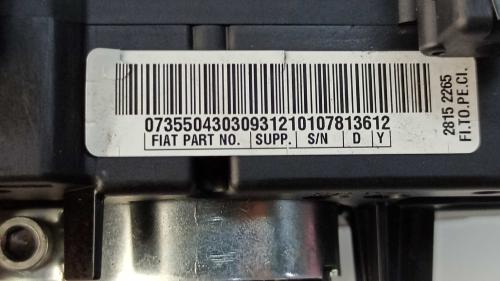 07355043030931210107813612
FIAT PART NO. SUPP. S/N D Y
2815 2265
FI.TO.PE.CI.